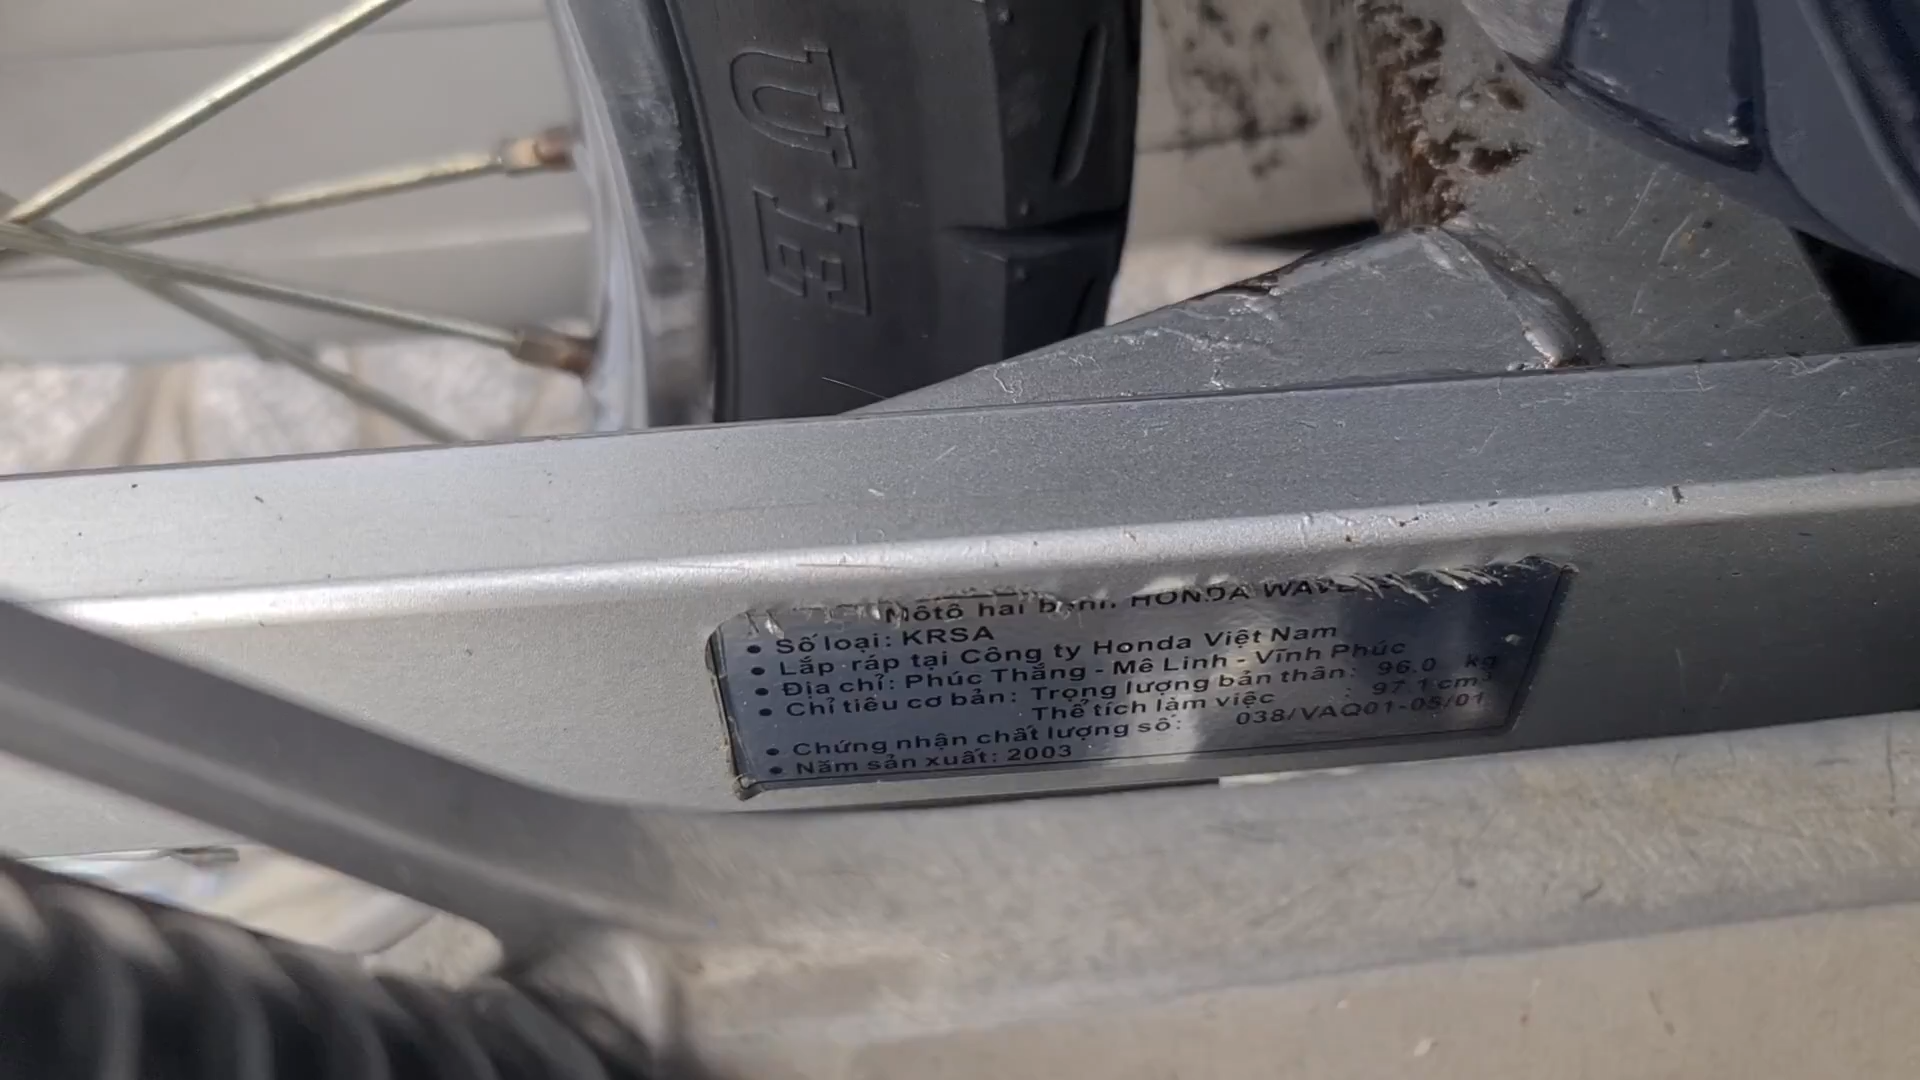 UE
Môtô hai bánh HONDA WAVE
• Số loại: KRSA
• Lắp ráp tại Công ty Honda Việt Nam
• Địa chỉ: Phúc Thắng - Mê Linh - Vĩnh Phúc
• Chỉ tiêu cơ bản: Trọng lượng bản thân: 96.0 kg
Thể tích làm việc : 97.1 cm³
• Chứng nhận chất lượng số: 038/VAQ01-05/01
• Năm sản xuất: 2003